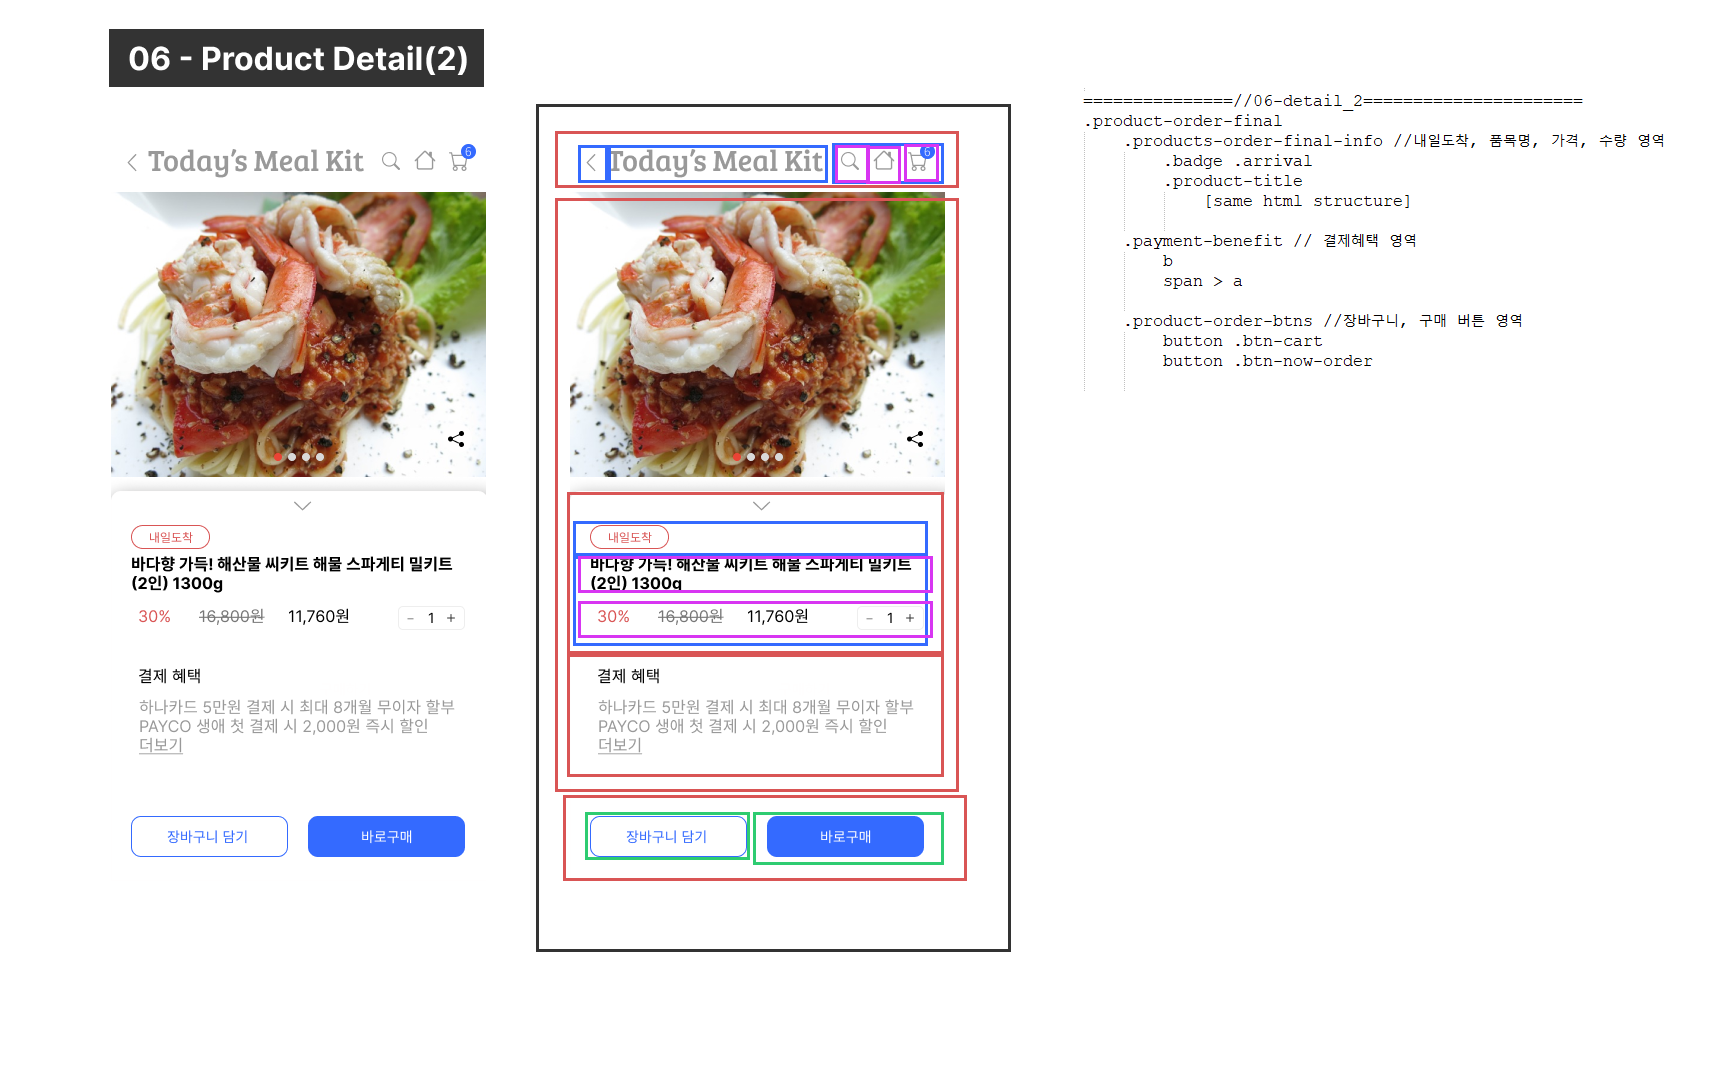 06 - Product Detail(2)
Today's Meal Kit
6
내일도착
바다향 가득! 해산물 씨키트 해물 스파게티 밀키트
(2인) 1300g
30% 16,800원 11,760원 - 1 +
결제 혜택
하나카드 5만원 결제 시 최대 8개월 무이자 할부
PAYCO 생애 첫 결제 시 2,000원 즉시 할인
더보기
장바구니 담기 바로구매
Today's Meal Kit
6
내일도착
바다향 가득! 해산물 씨키트 해물 스파게티 밀키트
(2인) 1300g
30% 16,800원 11,760원 - 1 +
결제 혜택
하나카드 5만원 결제 시 최대 8개월 무이자 할부
PAYCO 생애 첫 결제 시 2,000원 즉시 할인
더보기
장바구니 담기 바로구매
===============//06-detail_2======================
.product-order-final
.products-order-final-info //내일도착, 품목명, 가격, 수량 영역
.badge .arrival
.product-title
[same html structure]
.payment-benefit // 결제혜택 영역
b
span > a
.product-order-btns //장바구니, 구매 버튼 영역
button .btn-cart
button .btn-now-order